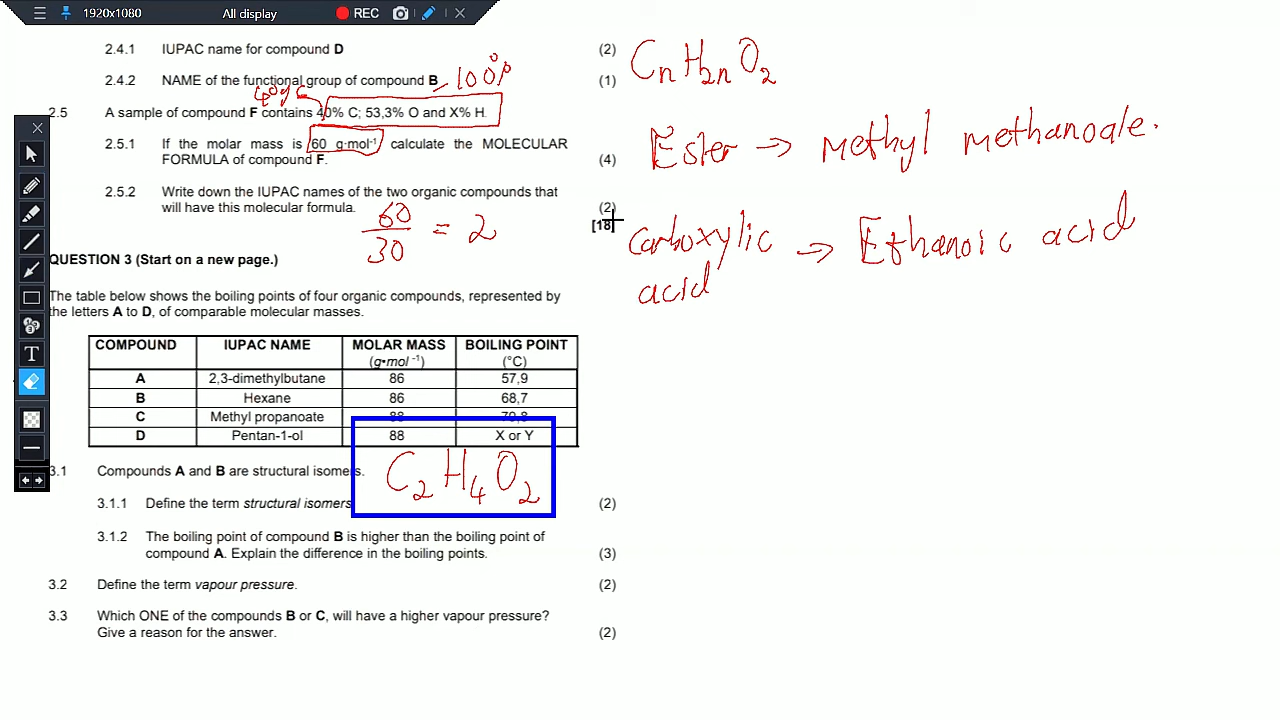 1920x1080 All display REC
2.4.1 IUPAC name for compound D (2)
2.4.2 NAME of the functional group of compound B (1)
= 100%
40% C
2.5 A sample of compound F contains 40% C; 53,3% O and X% H.
2.5.1 If the molar mass is 60 g·mol-1 calculate the MOLECULAR
FORMULA of compound F. (4)
2.5.2 Write down the IUPAC names of the two organic compounds that
will have this molecular formula. (2)
[18]
60/30 = 2
CnH2nO2
Ester → methyl methanoate.
Carboxylic → Ethanoic acid
acid
QUESTION 3 (Start on a new page.)
The table below shows the boiling points of four organic compounds, represented by
the letters A to D, of comparable molecular masses.
COMPOUND IUPAC NAME MOLAR MASS BOILING POINT
(g•mol -1) (°C)
A 2,3-dimethylbutane 86 57,9
B Hexane 86 68,7
C Methyl propanoate 88 79,8
D Pentan-1-ol 88 X or Y
C2H4O2
3.1 Compounds A and B are structural isomers.
3.1.1 Define the term structural isomers (2)
3.1.2 The boiling point of compound B is higher than the boiling point of
compound A. Explain the difference in the boiling points. (3)
3.2 Define the term vapour pressure. (2)
3.3 Which ONE of the compounds B or C, will have a higher vapour pressure?
Give a reason for the answer. (2)
T